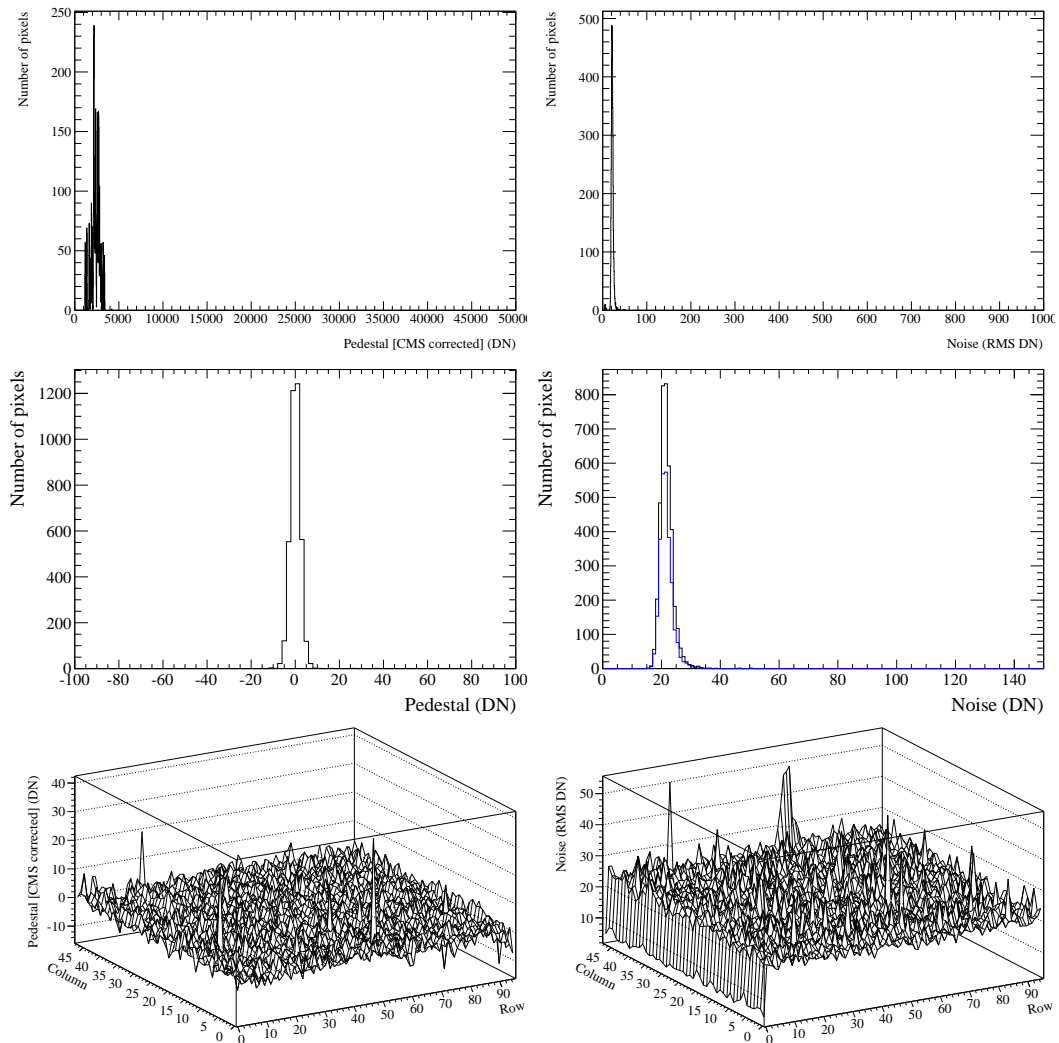 Number of pixels
250
200
150
100
50
0
0 5000 10000 15000 20000 25000 30000 35000 40000 45000 5000
Pedestal [CMS corrected] (DN)
Number of pixels
500
400
300
200
100
0
0 100 200 300 400 500 600 700 800 900 1000
Noise (RMS DN)
Number of pixels
1200
1000
800
600
400
200
0
-100 -80 -60 -40 -20 0 20 40 60 80 100
Pedestal (DN)
Number of pixels
800
700
600
500
400
300
200
100
0
0 20 40 60 80 100 120 140
Noise (DN)
Pedestal [CMS corrected] (DN)
40
30
20
10
0
-10
45 40 35 30 25 20 15 10 5 0
Column
0 10 20 30 40 50 60 70 80 90
Row
Noise (RMS DN)
50
40
30
20
10
45 40 35 30 25 20 15 10 5 0
Column
0 10 20 30 40 50 60 70 80 90
Row